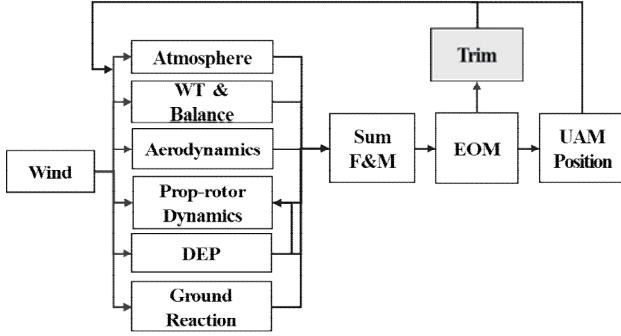 Atmosphere
WT &
Balance
Aerodynamics
Wind
Prop-rotor
Dynamics
DEP
Ground
Reaction
Sum
F&M
Trim
EOM
UAM
Position